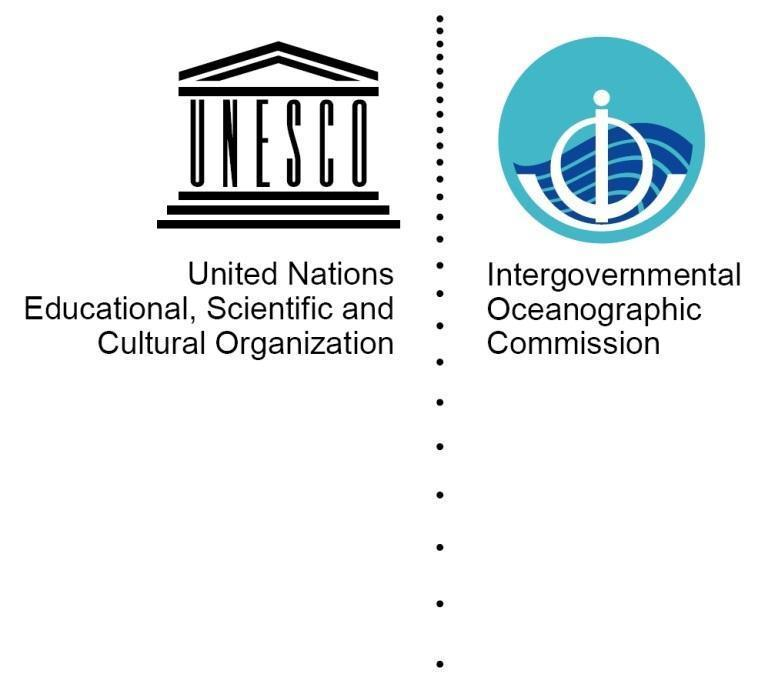 UNESCO
United Nations
Educational, Scientific and
Cultural Organization
Intergovernmental
Oceanographic
Commission